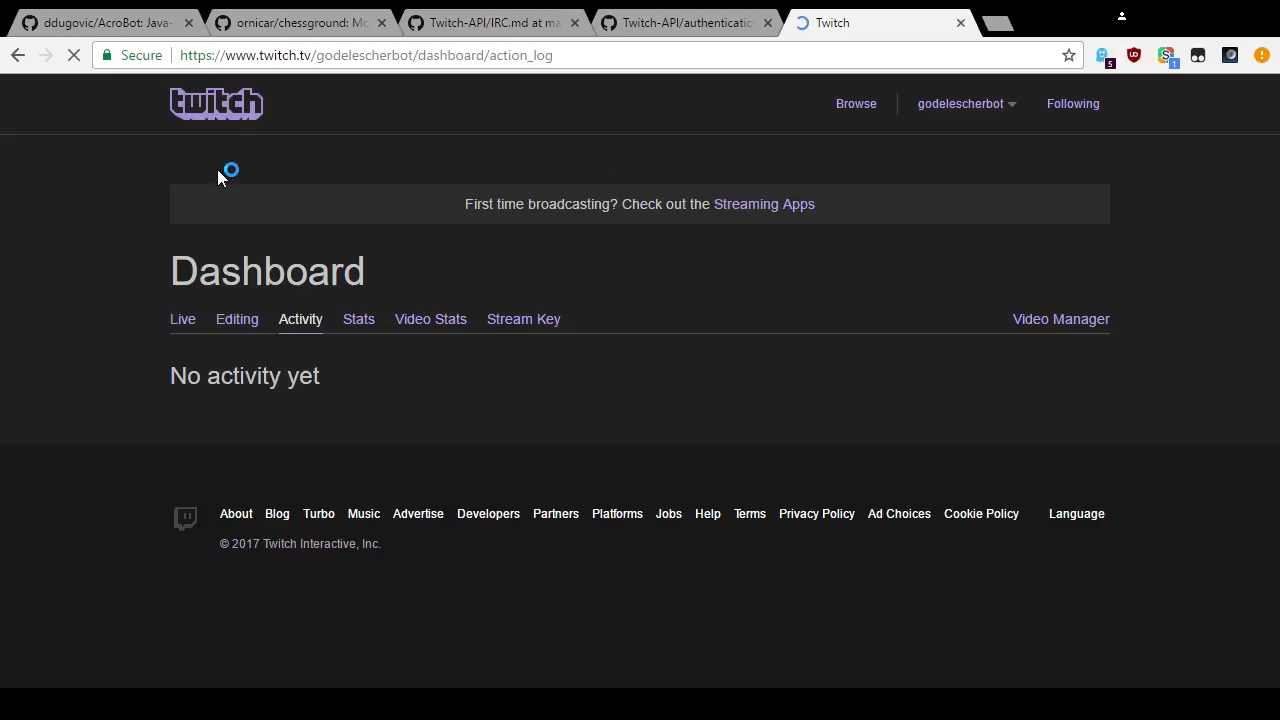 ddugovic/AcroBot: Java-
ornicar/chessground: Mo
Twitch-API/IRC.md at ma
Twitch-API/authenticatio
Twitch
Secure https://www.twitch.tv/godelescherbot/dashboard/action_log
5
1
twitch
Browse godelescherbot Following
First time broadcasting? Check out the Streaming Apps
Dashboard
Live Editing Activity Stats Video Stats Stream Key Video Manager
No activity yet
About Blog Turbo Music Advertise Developers Partners Platforms Jobs Help Terms Privacy Policy Ad Choices Cookie Policy Language
© 2017 Twitch Interactive, Inc.